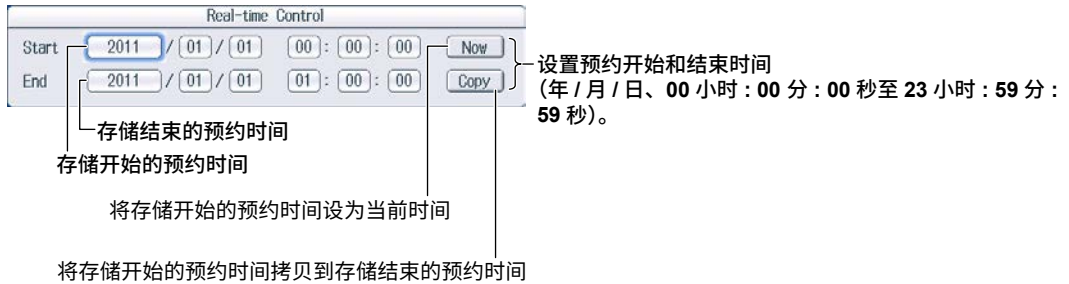 Real-time Control
Start 2011 / 01 / 01 00 : 00 : 00 Now
End 2011 / 01 / 01 01 : 00 : 00 Copy
设置预约开始和结束时间
（年 / 月 / 日、00 小时 : 00 分 : 00 秒至 23 小时 : 59 分 :
59 秒）。
存储结束的预约时间
存储开始的预约时间
将存储开始的预约时间设为当前时间
将存储开始的预约时间拷贝到存储结束的预约时间